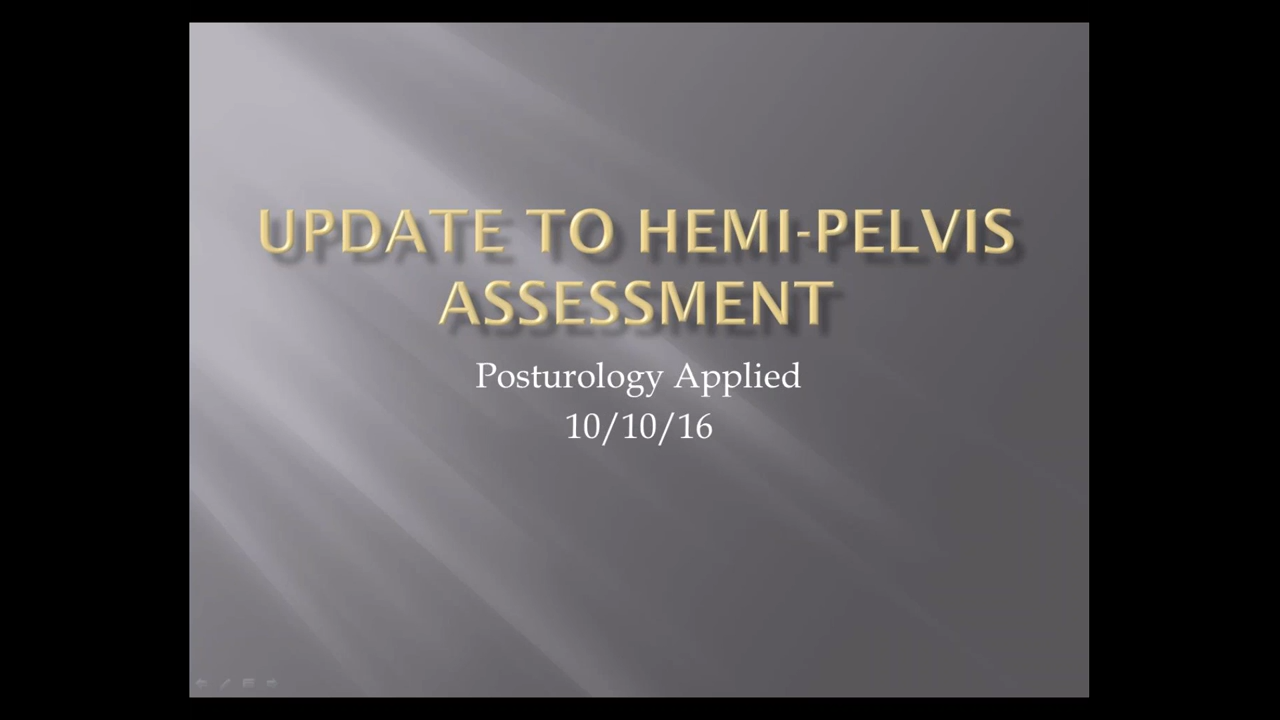 UPDATE TO HEMI-PELVIS
ASSESSMENT
Posturology Applied
10/10/16